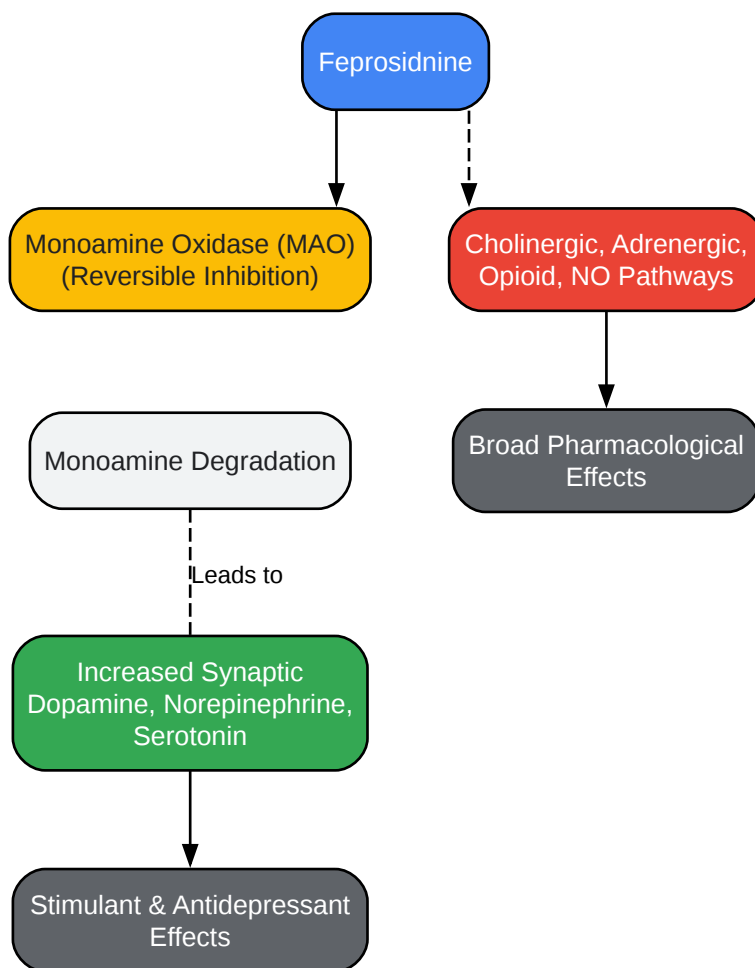 Feprosidnine
Monoamine Oxidase (MAO)
(Reversible Inhibition)
Cholinergic, Adrenergic,
Opioid, NO Pathways
Monoamine Degradation
Broad Pharmacological
Effects
Leads to
Increased Synaptic
Dopamine, Norepinephrine,
Serotonin
Stimulant & Antidepressant
Effects